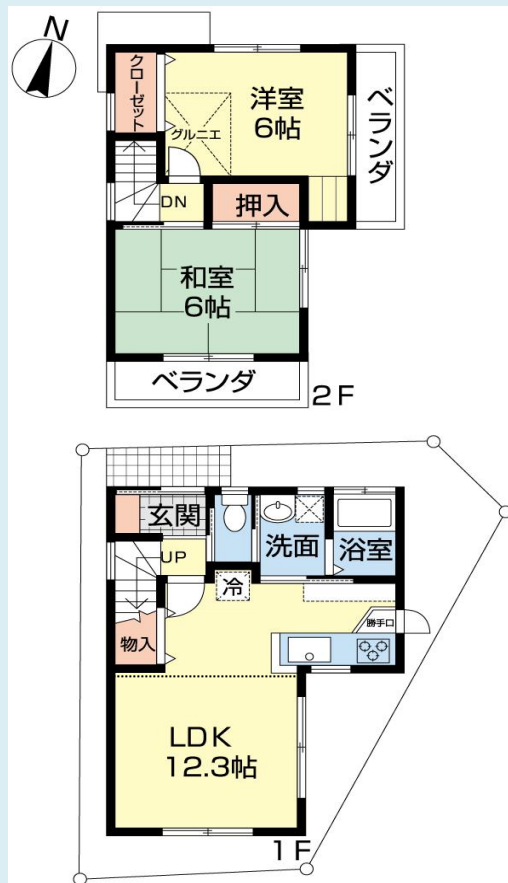 N
クローゼット
洋室
6帖
グルニエ
ベランダ
DN
押入
和室
6帖
ベランダ
2F
玄関
洗面
浴室
UP
冷
勝手口
物入
LDK
12.3帖
1F